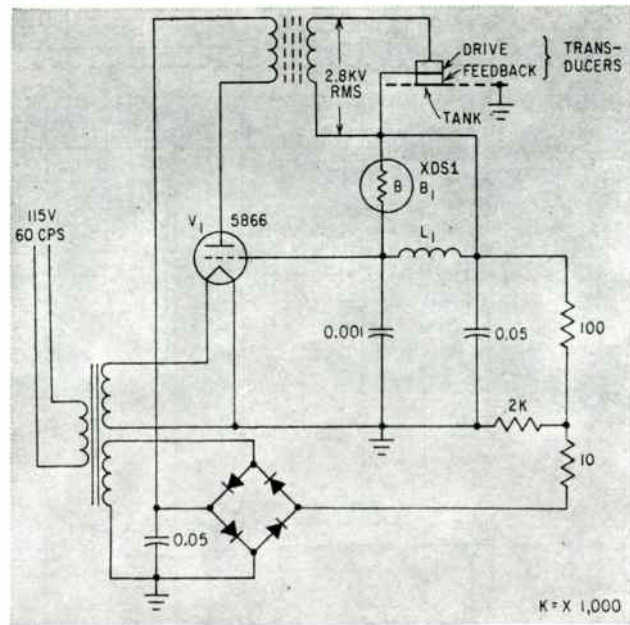 DRIVE
FEEDBACK
TRANS-
DUCERS
2.8KV
RMS
TANK
XDS1
B
B1
115V
60 CPS
V1
5866
L1
0.001
0.05
100
2K
10
0.05
K = X 1,000